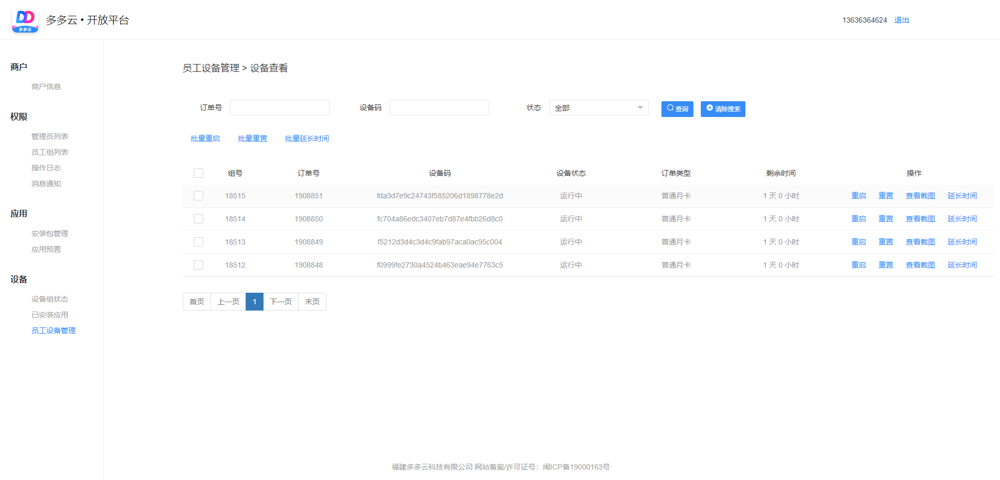 DD
多多云
多多云 • 开放平台
13636364624 退出
商户
商户信息
权限
管理员列表
员工组列表
操作日志
消息通知
应用
安装包管理
应用预置
设备
设备组状态
已安装应用
员工设备管理
员工设备管理 > 设备查看
订单号 设备码 状态 全部 查询 清除搜索
批量重启 批量重置 批量延长时间
组号 订单号 设备码 设备状态 订单类型 剩余时间 操作
18515 1908851 fda3d7e9c24743f585206d1898778e2d 运行中 普通月卡 1 天 0 小时 重启 重置 查看截图 延长时间
18514 1908850 fc704a86edc3407eb7d87e4fbb26d8c0 运行中 普通月卡 1 天 0 小时 重启 重置 查看截图 延长时间
18513 1908849 f5212d3d4c3d4c9fab97aca0ac95c004 运行中 普通月卡 1 天 0 小时 重启 重置 查看截图 延长时间
18512 1908848 f0999fe2730a4524b463eae94e7763c5 运行中 普通月卡 1 天 0 小时 重启 重置 查看截图 延长时间
首页 上一页 1 下一页 末页
福建多多云科技有限公司 网站备案/许可证号：闽ICP备19000163号